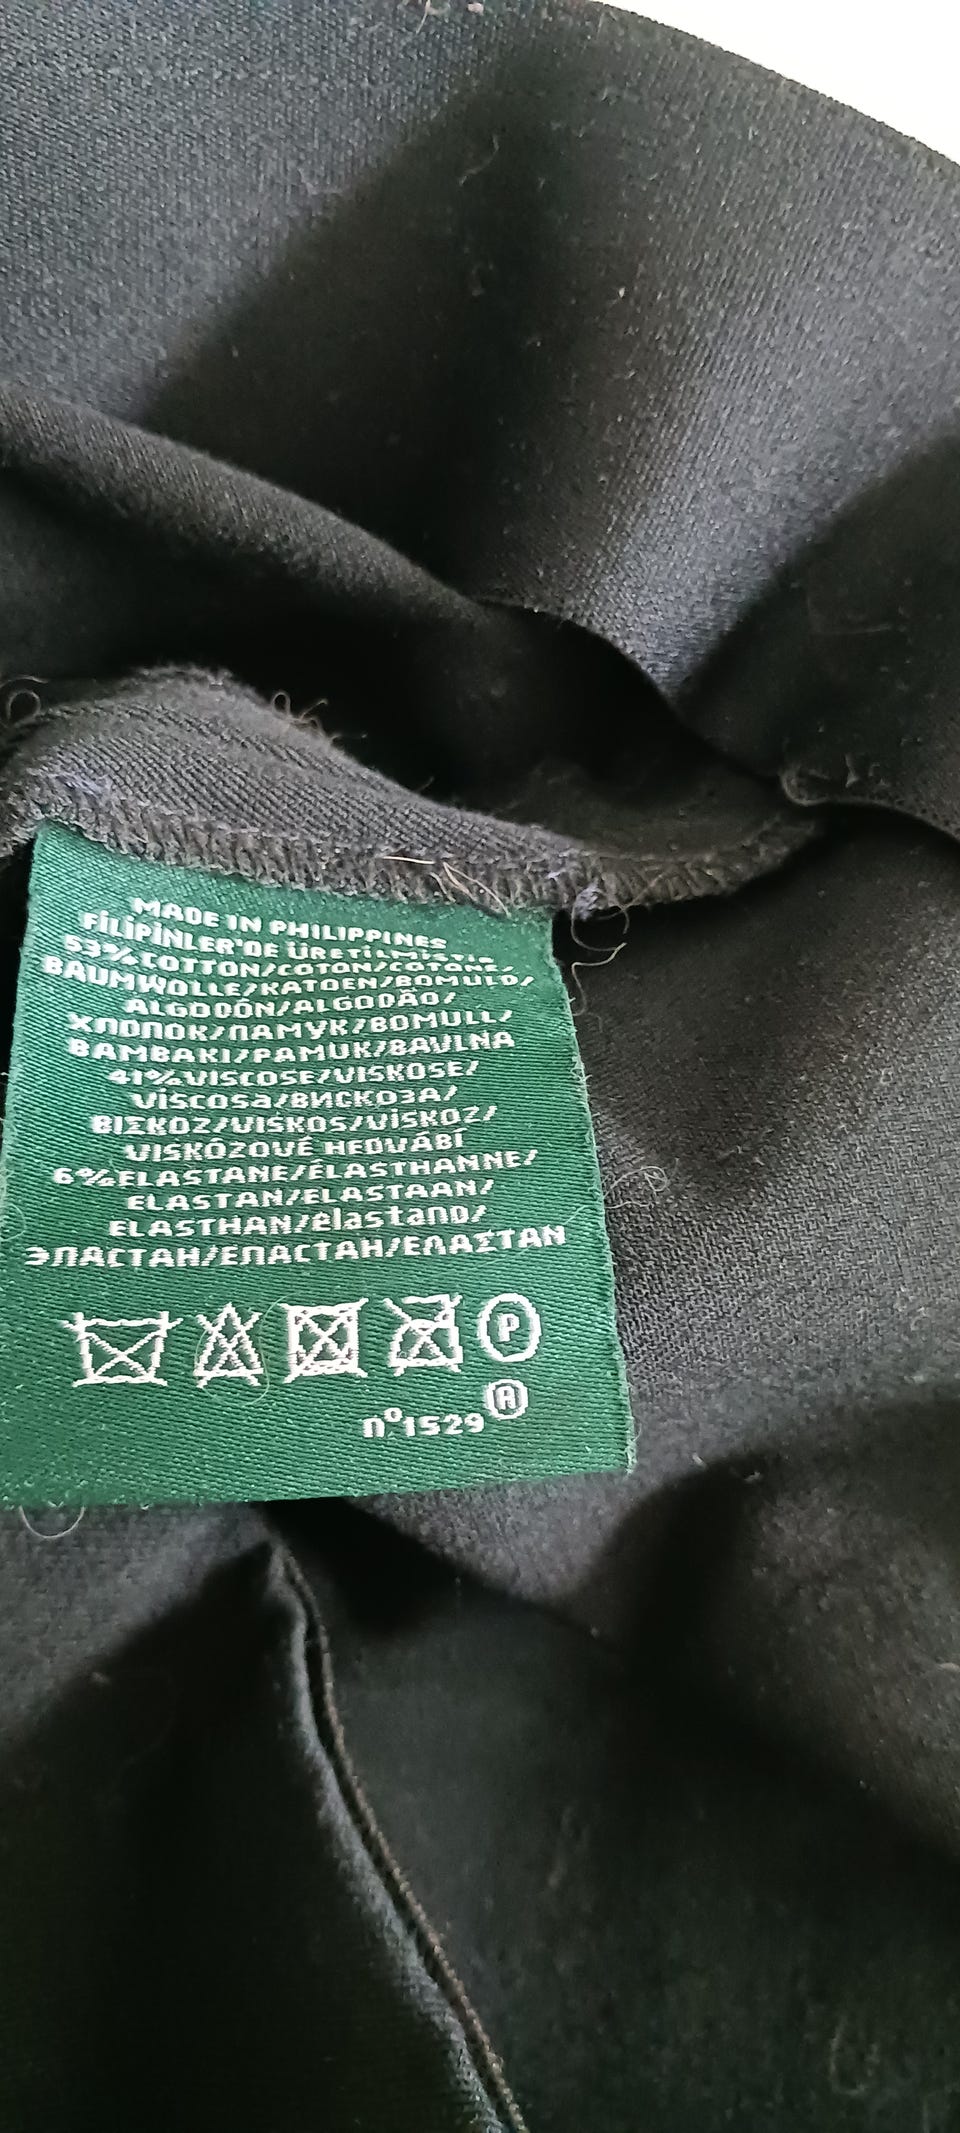 MADE IN PHILIPPINES
FİLİPİNLER'DE ÜRETİLMİŞTİR
53%COTTON/COTON/COTONE,
BAUMWOLLE/KATOEN/BOMULD/
ALGODÓN/ALGODÃO/
ХЛОПОК/ПАМУК/BOMULL/
BAMBAKI/PAMUK/BAVLNA
41%VISCOSE/VISKOSE/
VISCOSa/ВИСКОЗА/
ΒΙΣΚΟΖ/VISKOS/VİSKOZ/
VISKÓZOVÉ HEDVÁBÍ
6%ELASTANE/ÉLASTHANNE/
ELASTAN/ELASTAAN/
ELASTHAN/élastano/
ЭЛАСТАН/ЕЛАСТАН/ΕΛΑΣΤΑΝ
P
nº1529®